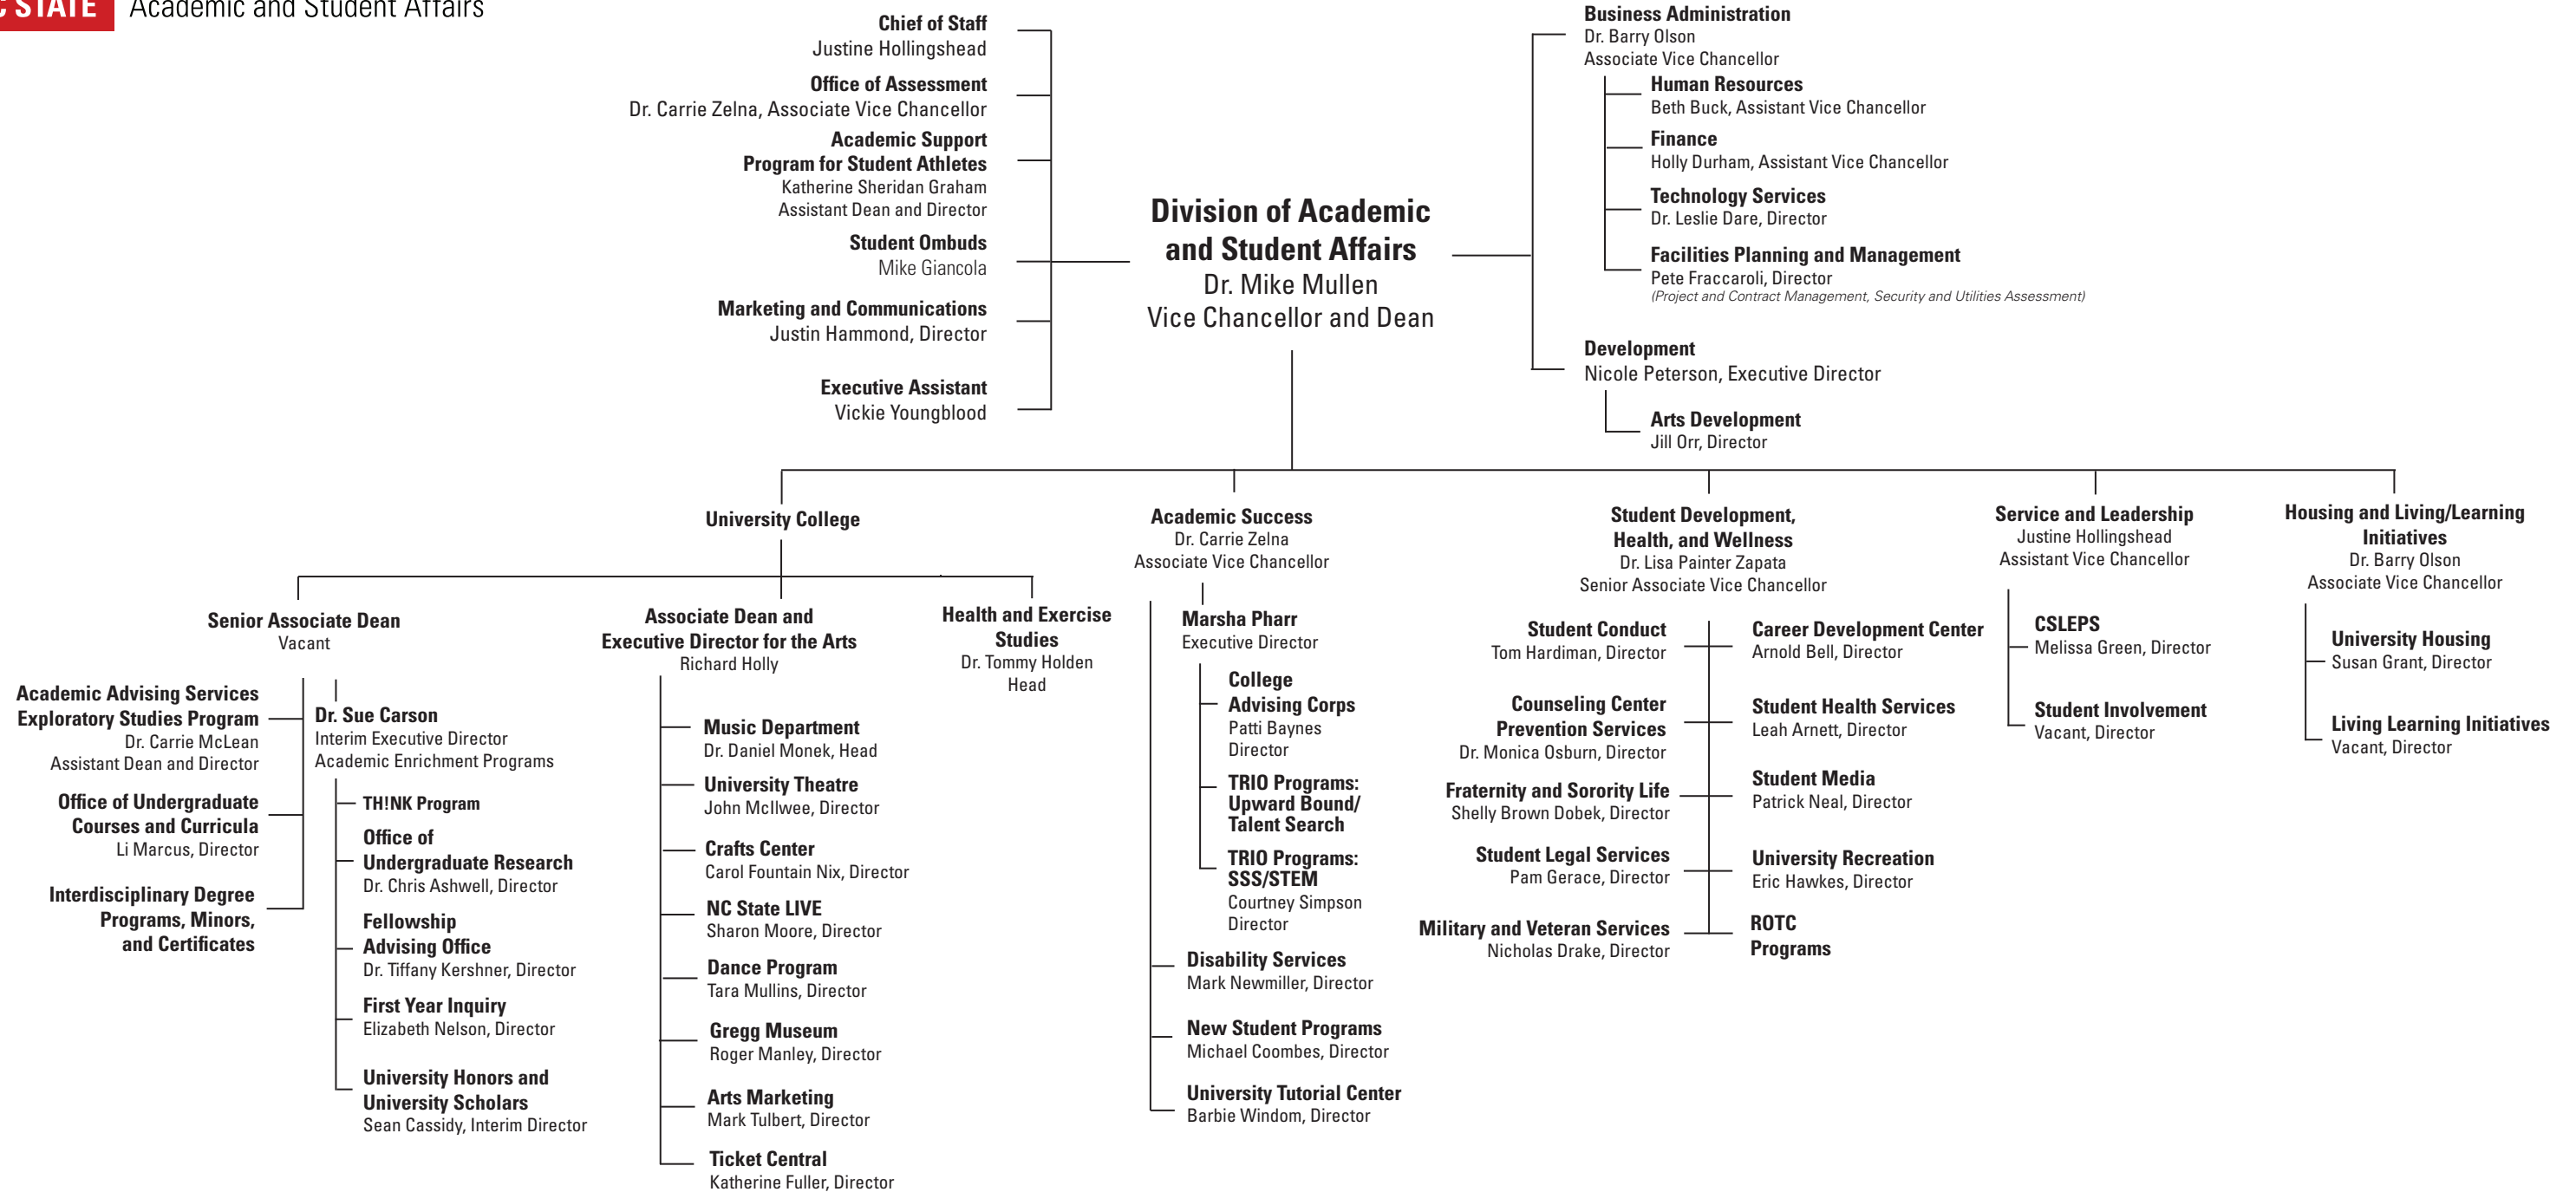 C STATE Academic and Student Affairs
Chief of Staff
Justine Hollingshead
Office of Assessment
Dr. Carrie Zelna, Associate Vice Chancellor
Academic Support
Program for Student Athletes
Katherine Sheridan Graham
Assistant Dean and Director
Student Ombuds
Mike Giancola
Marketing and Communications
Justin Hammond, Director
Executive Assistant
Vickie Youngblood
Division of Academic
and Student Affairs
Dr. Mike Mullen
Vice Chancellor and Dean
Business Administration
Dr. Barry Olson
Associate Vice Chancellor
Human Resources
Beth Buck, Assistant Vice Chancellor
Finance
Holly Durham, Assistant Vice Chancellor
Technology Services
Dr. Leslie Dare, Director
Facilities Planning and Management
Pete Fraccaroli, Director
(Project and Contract Management, Security and Utilities Assessment)
Development
Nicole Peterson, Executive Director
Arts Development
Jill Orr, Director
University College
Senior Associate Dean
Vacant
Academic Advising Services
Exploratory Studies Program
Dr. Carrie McLean
Assistant Dean and Director
Office of Undergraduate
Courses and Curricula
Li Marcus, Director
Interdisciplinary Degree
Programs, Minors,
and Certificates
Dr. Sue Carson
Interim Executive Director
Academic Enrichment Programs
TH!NK Program
Office of
Undergraduate Research
Dr. Chris Ashwell, Director
Fellowship
Advising Office
Dr. Tiffany Kershner, Director
First Year Inquiry
Elizabeth Nelson, Director
University Honors and
University Scholars
Sean Cassidy, Interim Director
Associate Dean and
Executive Director for the Arts
Richard Holly
Music Department
Dr. Daniel Monek, Head
University Theatre
John McIlwee, Director
Crafts Center
Carol Fountain Nix, Director
NC State LIVE
Sharon Moore, Director
Dance Program
Tara Mullins, Director
Gregg Museum
Roger Manley, Director
Arts Marketing
Mark Tulbert, Director
Ticket Central
Katherine Fuller, Director
Health and Exercise
Studies
Dr. Tommy Holden
Head
Academic Success
Dr. Carrie Zelna
Associate Vice Chancellor
Marsha Pharr
Executive Director
College
Advising Corps
Patti Baynes
Director
TRIO Programs:
Upward Bound/
Talent Search
TRIO Programs:
SSS/STEM
Courtney Simpson
Director
Disability Services
Mark Newmiller, Director
New Student Programs
Michael Coombes, Director
University Tutorial Center
Barbie Windom, Director
Student Development,
Health, and Wellness
Dr. Lisa Painter Zapata
Senior Associate Vice Chancellor
Student Conduct
Tom Hardiman, Director
Counseling Center
Prevention Services
Dr. Monica Osburn, Director
Fraternity and Sorority Life
Shelly Brown Dobek, Director
Student Legal Services
Pam Gerace, Director
Military and Veteran Services
Nicholas Drake, Director
Career Development Center
Arnold Bell, Director
Student Health Services
Leah Arnett, Director
Student Media
Patrick Neal, Director
University Recreation
Eric Hawkes, Director
ROTC
Programs
Service and Leadership
Justine Hollingshead
Assistant Vice Chancellor
CSLEPS
Melissa Green, Director
Student Involvement
Vacant, Director
Housing and Living/Learning
Initiatives
Dr. Barry Olson
Associate Vice Chancellor
University Housing
Susan Grant, Director
Living Learning Initiatives
Vacant, Director